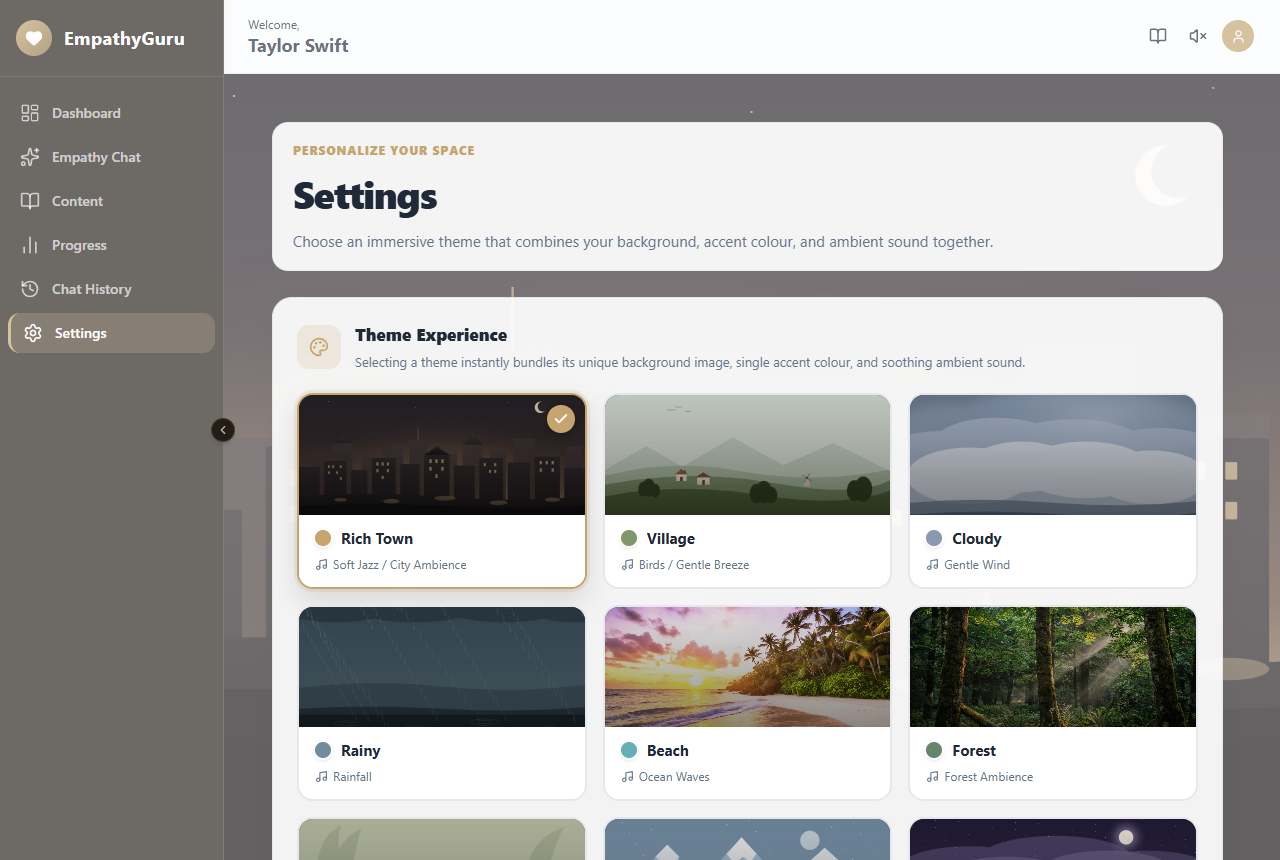 EmpathyGuru
Welcome,
Taylor Swift
Dashboard
Empathy Chat
Content
Progress
Chat History
Settings
PERSONALIZE YOUR SPACE
Settings
Choose an immersive theme that combines your background, accent colour, and ambient sound together.
Theme Experience
Selecting a theme instantly bundles its unique background image, single accent colour, and soothing ambient sound.
Rich Town
Soft Jazz / City Ambience
Village
Birds / Gentle Breeze
Cloudy
Gentle Wind
Rainy
Rainfall
Beach
Ocean Waves
Forest
Forest Ambience